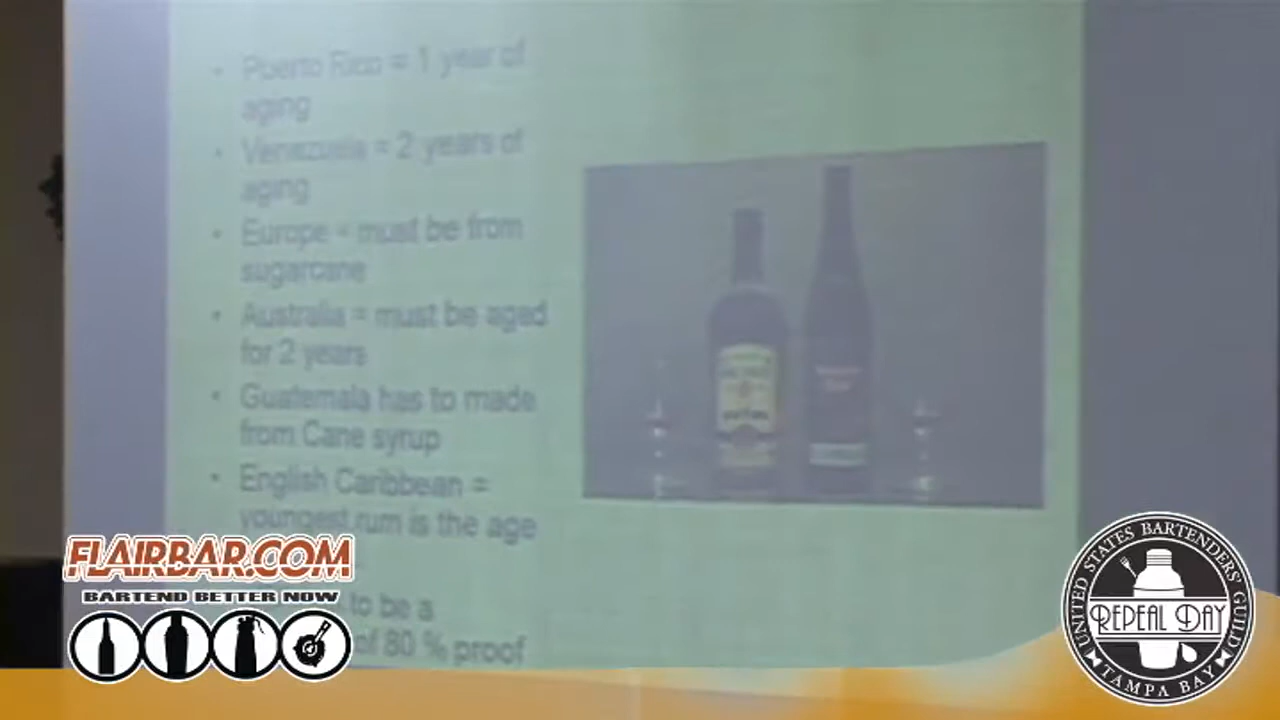 Puerto Rico = 1 year of
aging
Venezuela = 2 years of
aging
Europe = must be from
sugarcane
Australia = must be aged
for 2 years
Guatemala has to made
from Cane syrup
English Caribbean =
youngest rum is the age
to be a
of 80 % proof
FLAIRBAR.COM
BARTEND BETTER NOW
UNITED STATES BARTENDERS' GUILD
REPEAL DAY
TAMPA BAY